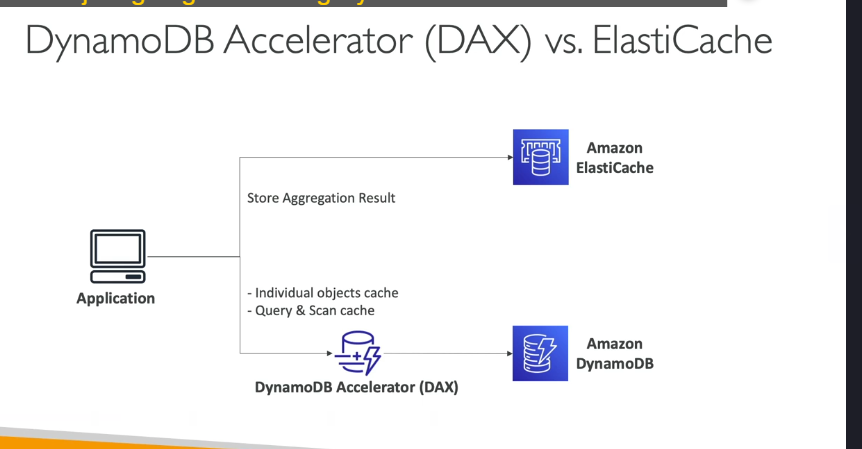 DynamoDB Accelerator (DAX) vs. ElastiCache
Amazon
ElastiCache
Store Aggregation Result
Application
- Individual objects cache
- Query & Scan cache
Amazon
DynamoDB
DynamoDB Accelerator (DAX)